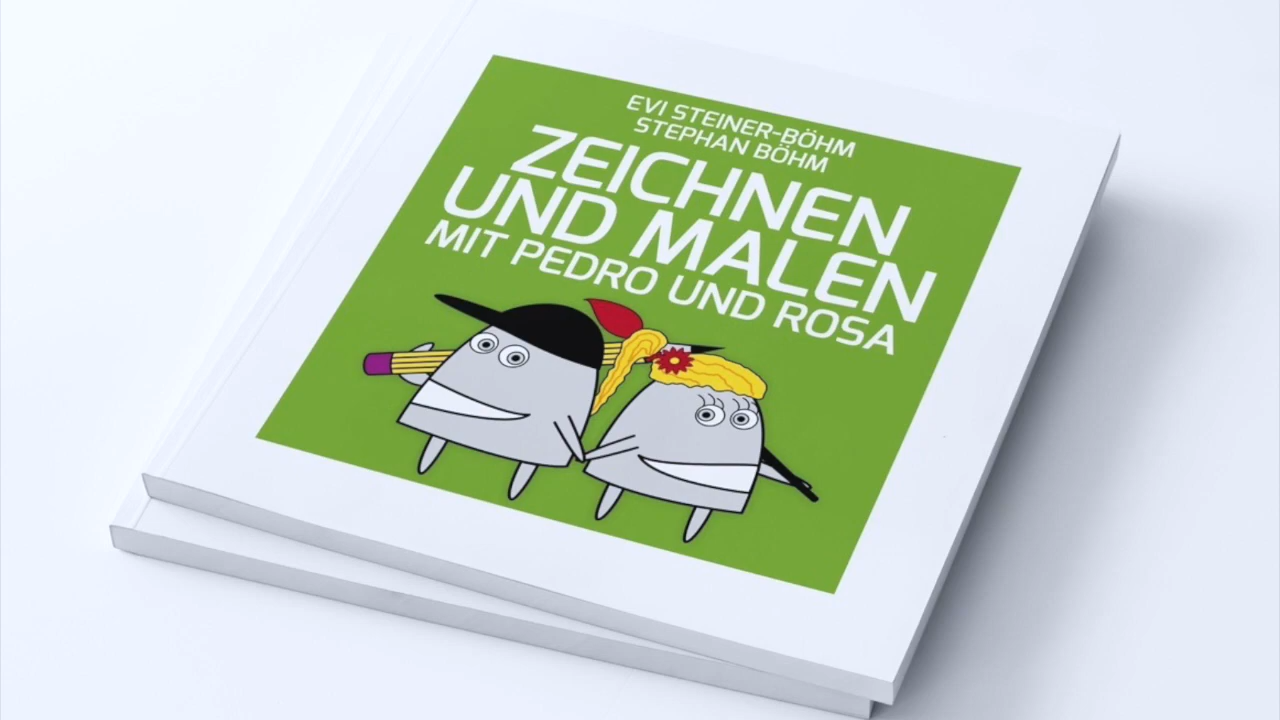 EVI STEINER-BÖHM
STEPHAN BÖHM
ZEICHNEN
UND MALEN
MIT PEDRO UND ROSA